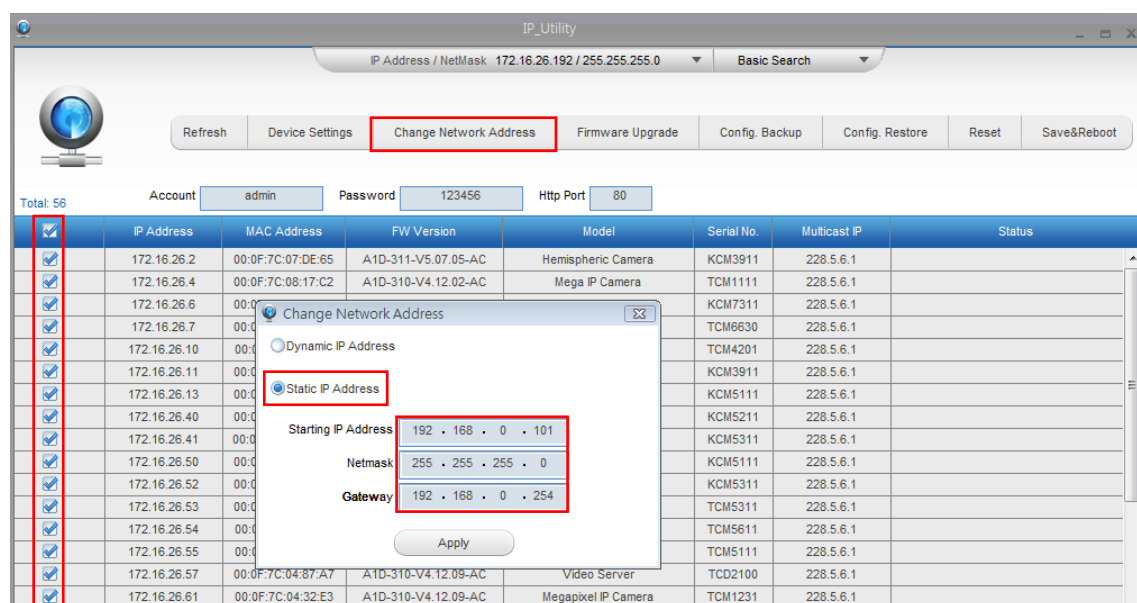 IP_Utility
IP Address / NetMask 172.16.26.192 / 255.255.255.0 Basic Search
Refresh Device Settings Change Network Address Firmware Upgrade Config. Backup Config. Restore Reset Save&Reboot
Total: 56 Account admin Password 123456 Http Port 80
IP Address MAC Address FW Version Model Serial No. Multicast IP Status
172.16.26.2 00:0F:7C:07:DE:65 A1D-311-V5.07.05-AC Hemispheric Camera KCM3911 228.5.6.1
172.16.26.4 00:0F:7C:08:17:C2 A1D-310-V4.12.02-AC Mega IP Camera TCM1111 228.5.6.1
172.16.26.6 KCM7311 228.5.6.1
172.16.26.7 TCM6630 228.5.6.1
172.16.26.10 TCM4201 228.5.6.1
172.16.26.11 KCM3911 228.5.6.1
172.16.26.13 KCM5111 228.5.6.1
172.16.26.40 KCM5211 228.5.6.1
172.16.26.41 KCM5311 228.5.6.1
172.16.26.50 KCM5111 228.5.6.1
172.16.26.52 KCM5311 228.5.6.1
172.16.26.53 TCM5311 228.5.6.1
172.16.26.54 TCM5611 228.5.6.1
172.16.26.55 TCM5111 228.5.6.1
172.16.26.57 00:0F:7C:04:87:A7 A1D-310-V4.12.09-AC Video Server TCD2100 228.5.6.1
172.16.26.61 00:0F:7C:04:32:E3 A1D-310-V4.12.09-AC Megapixel IP Camera TCM1231 228.5.6.1
Change Network Address
Dynamic IP Address
Static IP Address
Starting IP Address 192 . 168 . 0 . 101
Netmask 255 . 255 . 255 . 0
Gateway 192 . 168 . 0 . 254
Apply